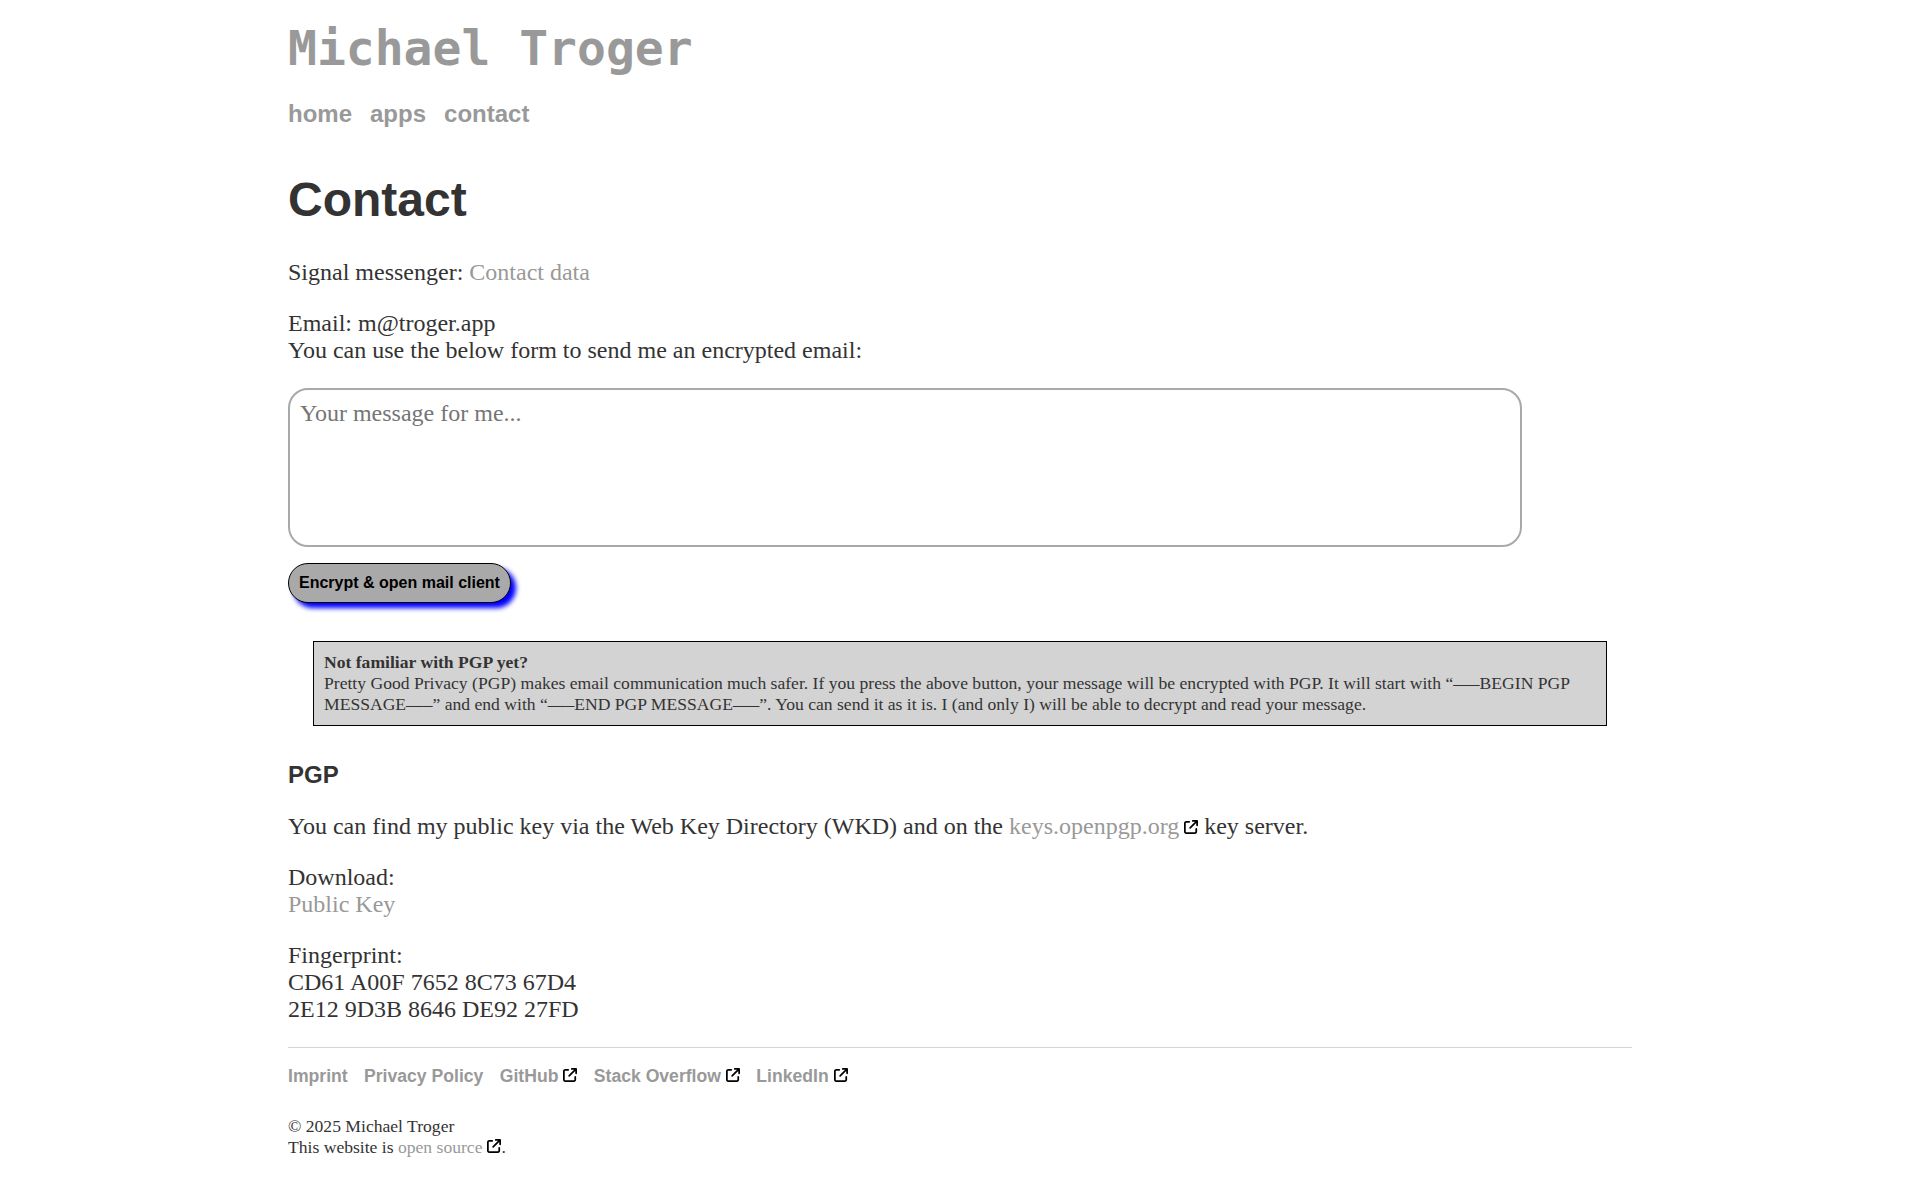 Michael Troger
home apps contact
Contact
Signal messenger: Contact data
Email: m@troger.app
You can use the below form to send me an encrypted email:
Your message for me...
Encrypt & open mail client
Not familiar with PGP yet?
Pretty Good Privacy (PGP) makes email communication much safer. If you press the above button, your message will be encrypted with PGP. It will start with “—–BEGIN PGP
MESSAGE—–” and end with “—–END PGP MESSAGE—–”. You can send it as it is. I (and only I) will be able to decrypt and read your message.
PGP
You can find my public key via the Web Key Directory (WKD) and on the keys.openpgp.org key server.
Download:
Public Key
Fingerprint:
CD61 A00F 7652 8C73 67D4
2E12 9D3B 8646 DE92 27FD
Imprint Privacy Policy GitHub Stack Overflow LinkedIn
© 2025 Michael Troger
This website is open source.